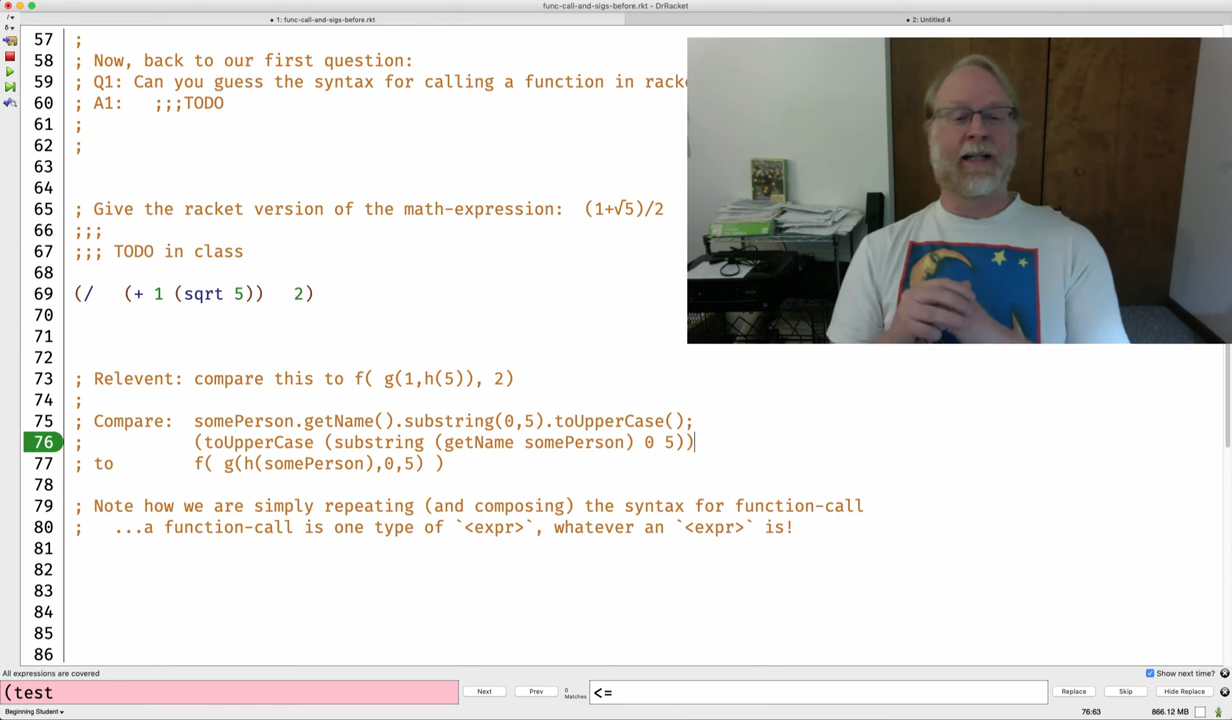 func-call-and-sigs-before.rkt - DrRacket
• 1: func-call-and-sigs-before.rkt
• 2: Untitled 4
57 ;
58 ; Now, back to our first question:
59 ; Q1: Can you guess the syntax for calling a function in racke
60 ; A1: ;;;TODO
61 ;
62 ;
63
64
65 ; Give the racket version of the math-expression: (1+√5)/2
66 ;;;
67 ;;; TODO in class
68
69 (/ (+ 1 (sqrt 5)) 2)
70
71
72
73 ; Relevent: compare this to f( g(1,h(5)), 2)
74 ;
75 ; Compare: somePerson.getName().substring(0,5).toUpperCase();
76 ; (toUpperCase (substring (getName somePerson) 0 5))
77 ; to f( g(h(somePerson),0,5) )
78 ;
79 ; Note how we are simply repeating (and composing) the syntax for function-call
80 ; ...a function-call is one type of `<expr>`, whatever an `<expr>` is!
81
82
83
84
85
86
All expressions are covered
Show next time?
(test
Next
Prev
0 Matches
<=
Replace
Skip
Hide Replace
Beginning Student
76:63
866.12 MB